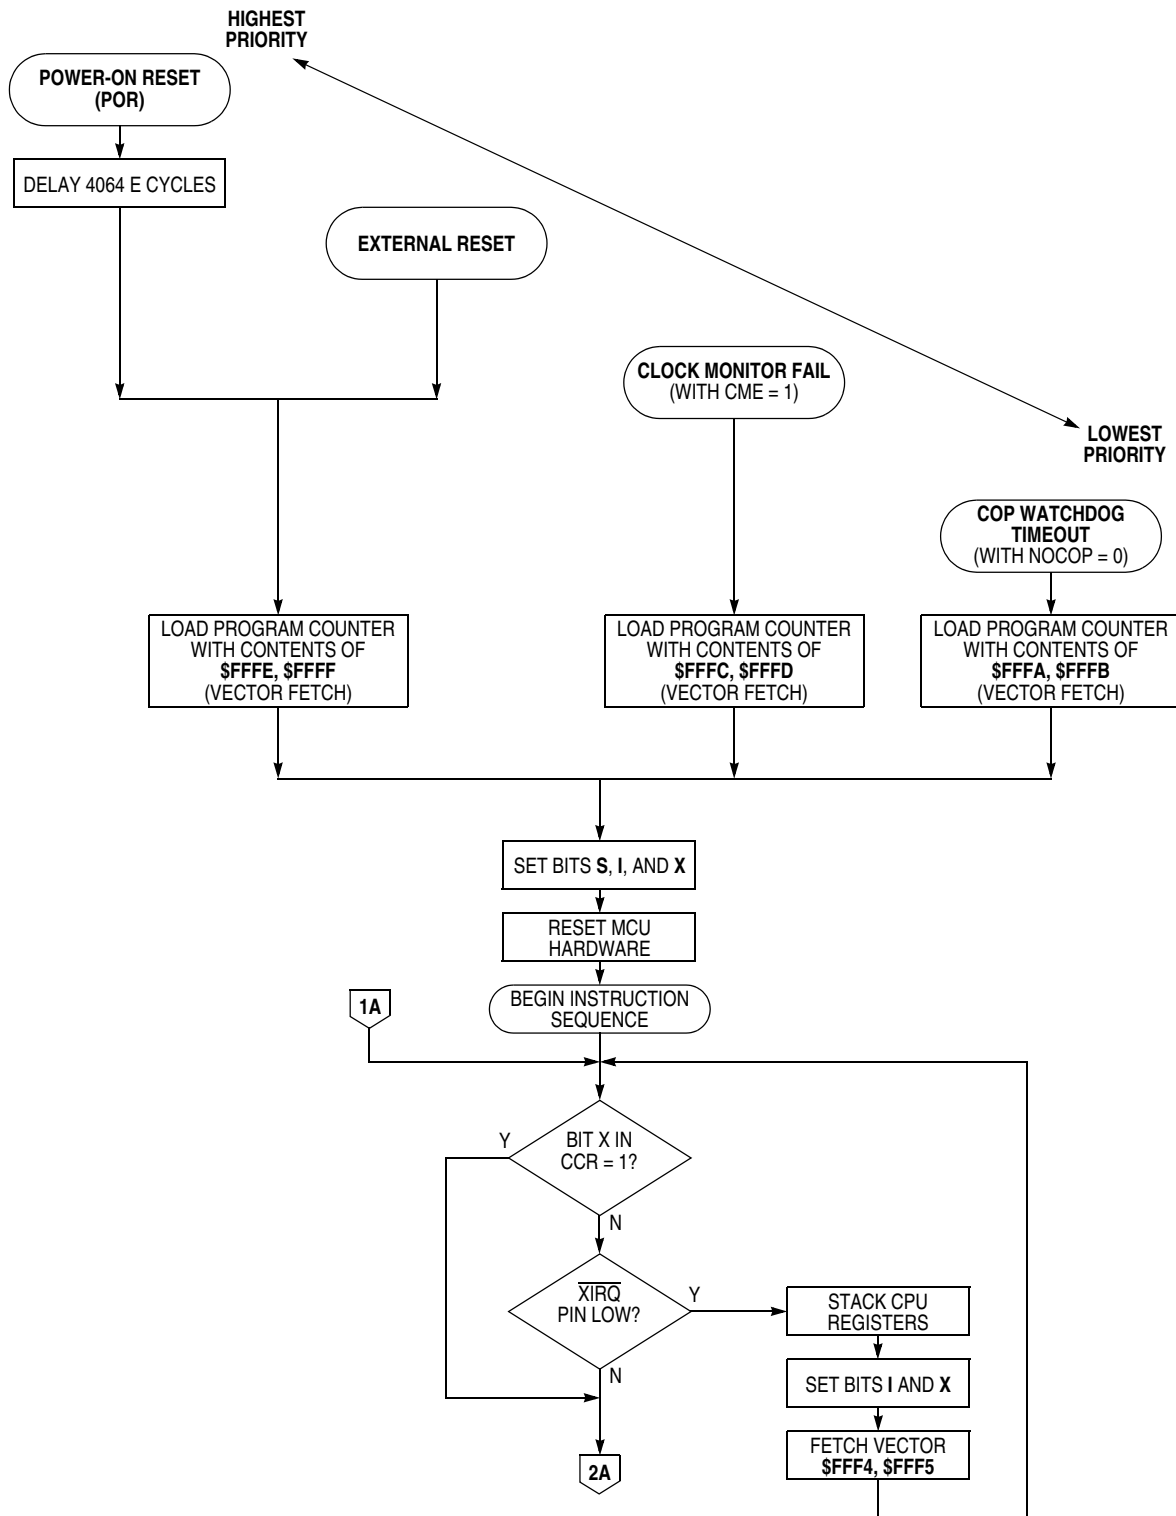 HIGHEST
PRIORITY
POWER-ON RESET
(POR)
DELAY 4064 E CYCLES
EXTERNAL RESET
CLOCK MONITOR FAIL
(WITH CME = 1)
LOWEST
PRIORITY
COP WATCHDOG
TIMEOUT
(WITH NOCOP = 0)
LOAD PROGRAM COUNTER
WITH CONTENTS OF
$FFFE, $FFFF
(VECTOR FETCH)
LOAD PROGRAM COUNTER
WITH CONTENTS OF
$FFFC, $FFFD
(VECTOR FETCH)
LOAD PROGRAM COUNTER
WITH CONTENTS OF
$FFFA, $FFFB
(VECTOR FETCH)
SET BITS S, I, AND X
RESET MCU
HARDWARE
BEGIN INSTRUCTION
SEQUENCE
1A
BIT X IN
CCR = 1?
Y
N
XIRQ
PIN LOW?
Y
N
STACK CPU
REGISTERS
SET BITS I AND X
FETCH VECTOR
$FFF4, $FFF5
2A